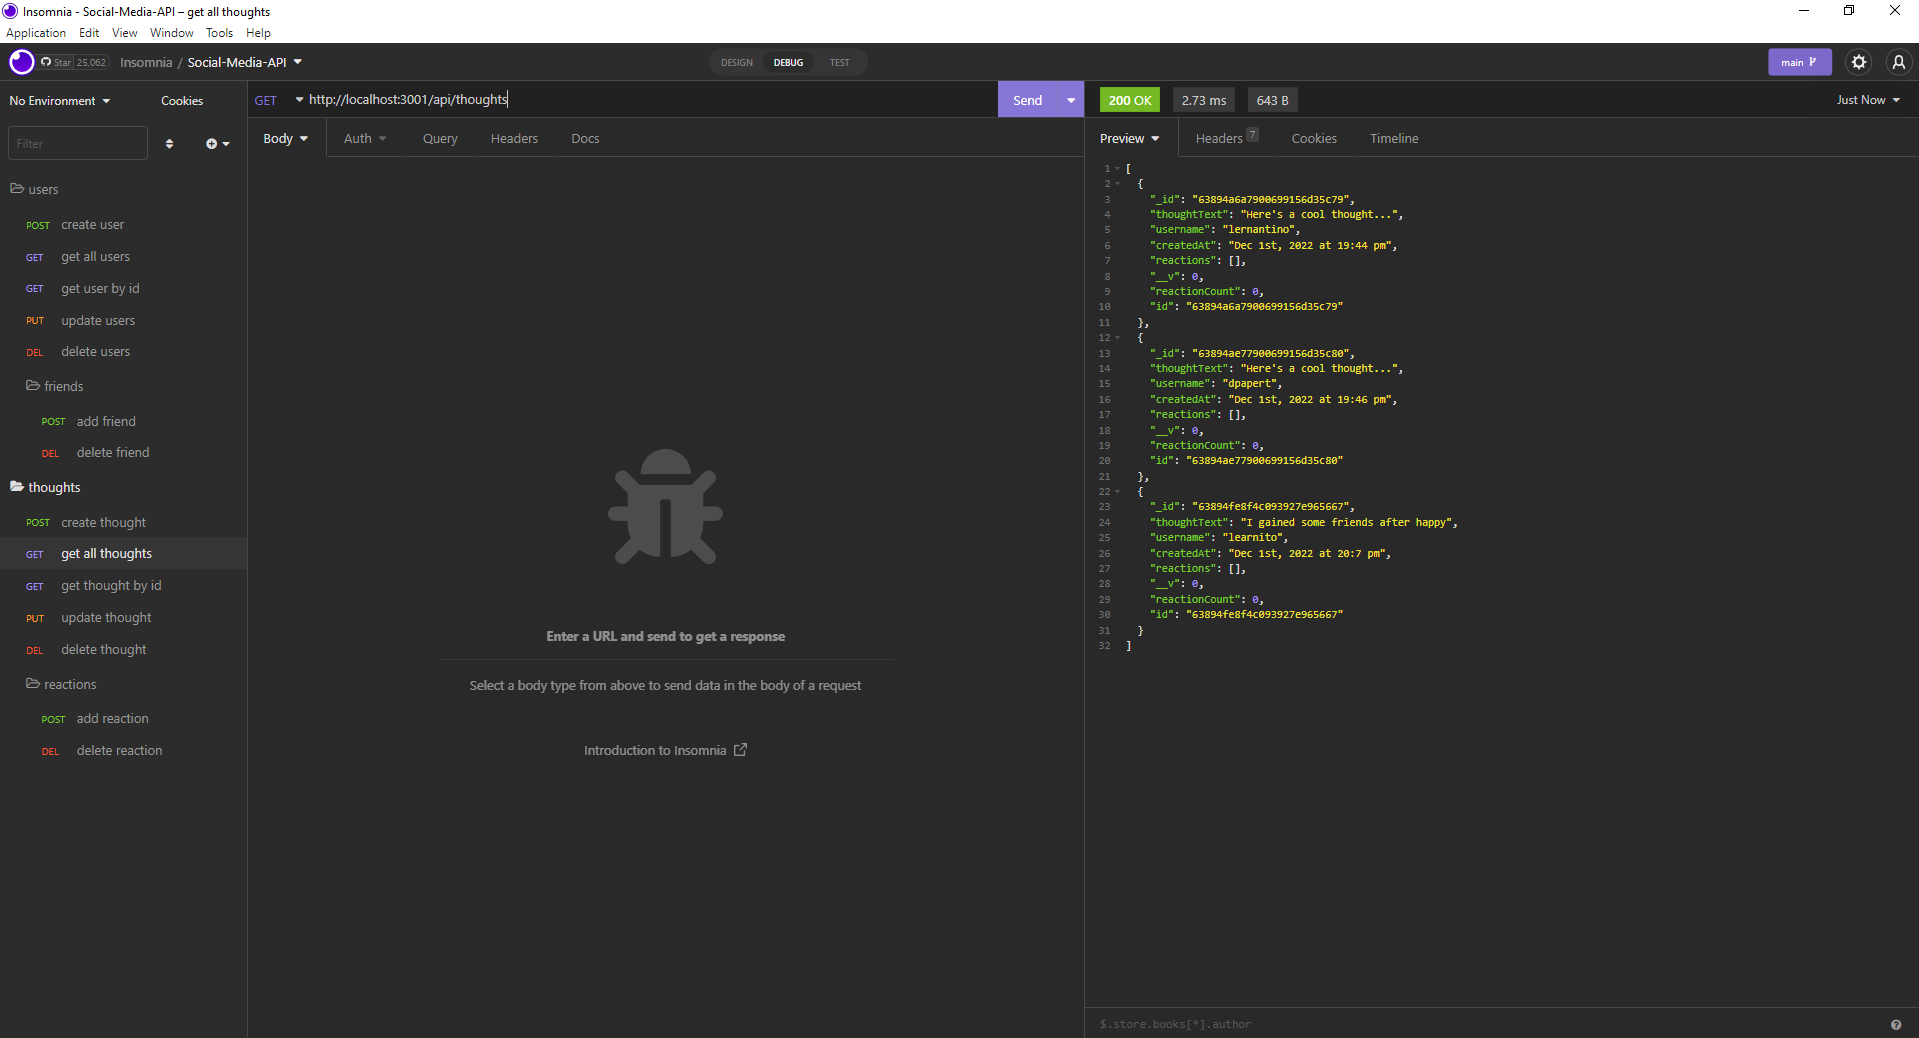 Insomnia - Social-Media-API – get all thoughts
Application Edit View Window Tools Help
Star 25,062 Insomnia / Social-Media-API DESIGN DEBUG TEST main
No Environment Cookies
Filter
users
POST create user
GET get all users
GET get user by id
PUT update users
DEL delete users
friends
POST add friend
DEL delete friend
thoughts
POST create thought
GET get all thoughts
GET get thought by id
PUT update thought
DEL delete thought
reactions
POST add reaction
DEL delete reaction
GET http://localhost:3001/api/thoughts Send
Body Auth Query Headers Docs
Enter a URL and send to get a response
Select a body type from above to send data in the body of a request
Introduction to Insomnia
200 OK 2.73 ms 643 B Just Now
Preview Headers 7 Cookies Timeline
1 [
2 {
3 "_id": "63894a6a7900699156d35c79",
4 "thoughtText": "Here's a cool thought...",
5 "username": "lernantino",
6 "createdAt": "Dec 1st, 2022 at 19:44 pm",
7 "reactions": [],
8 "__v": 0,
9 "reactionCount": 0,
10 "id": "63894a6a7900699156d35c79"
11 },
12 {
13 "_id": "63894ae77900699156d35c80",
14 "thoughtText": "Here's a cool thought...",
15 "username": "dpapert",
16 "createdAt": "Dec 1st, 2022 at 19:46 pm",
17 "reactions": [],
18 "__v": 0,
19 "reactionCount": 0,
20 "id": "63894ae77900699156d35c80"
21 },
22 {
23 "_id": "63894fe8f4c093927e965667",
24 "thoughtText": "I gained some friends after happy",
25 "username": "learnito",
26 "createdAt": "Dec 1st, 2022 at 20:7 pm",
27 "reactions": [],
28 "__v": 0,
29 "reactionCount": 0,
30 "id": "63894fe8f4c093927e965667"
31 }
32 ]
$.store.books[*].author